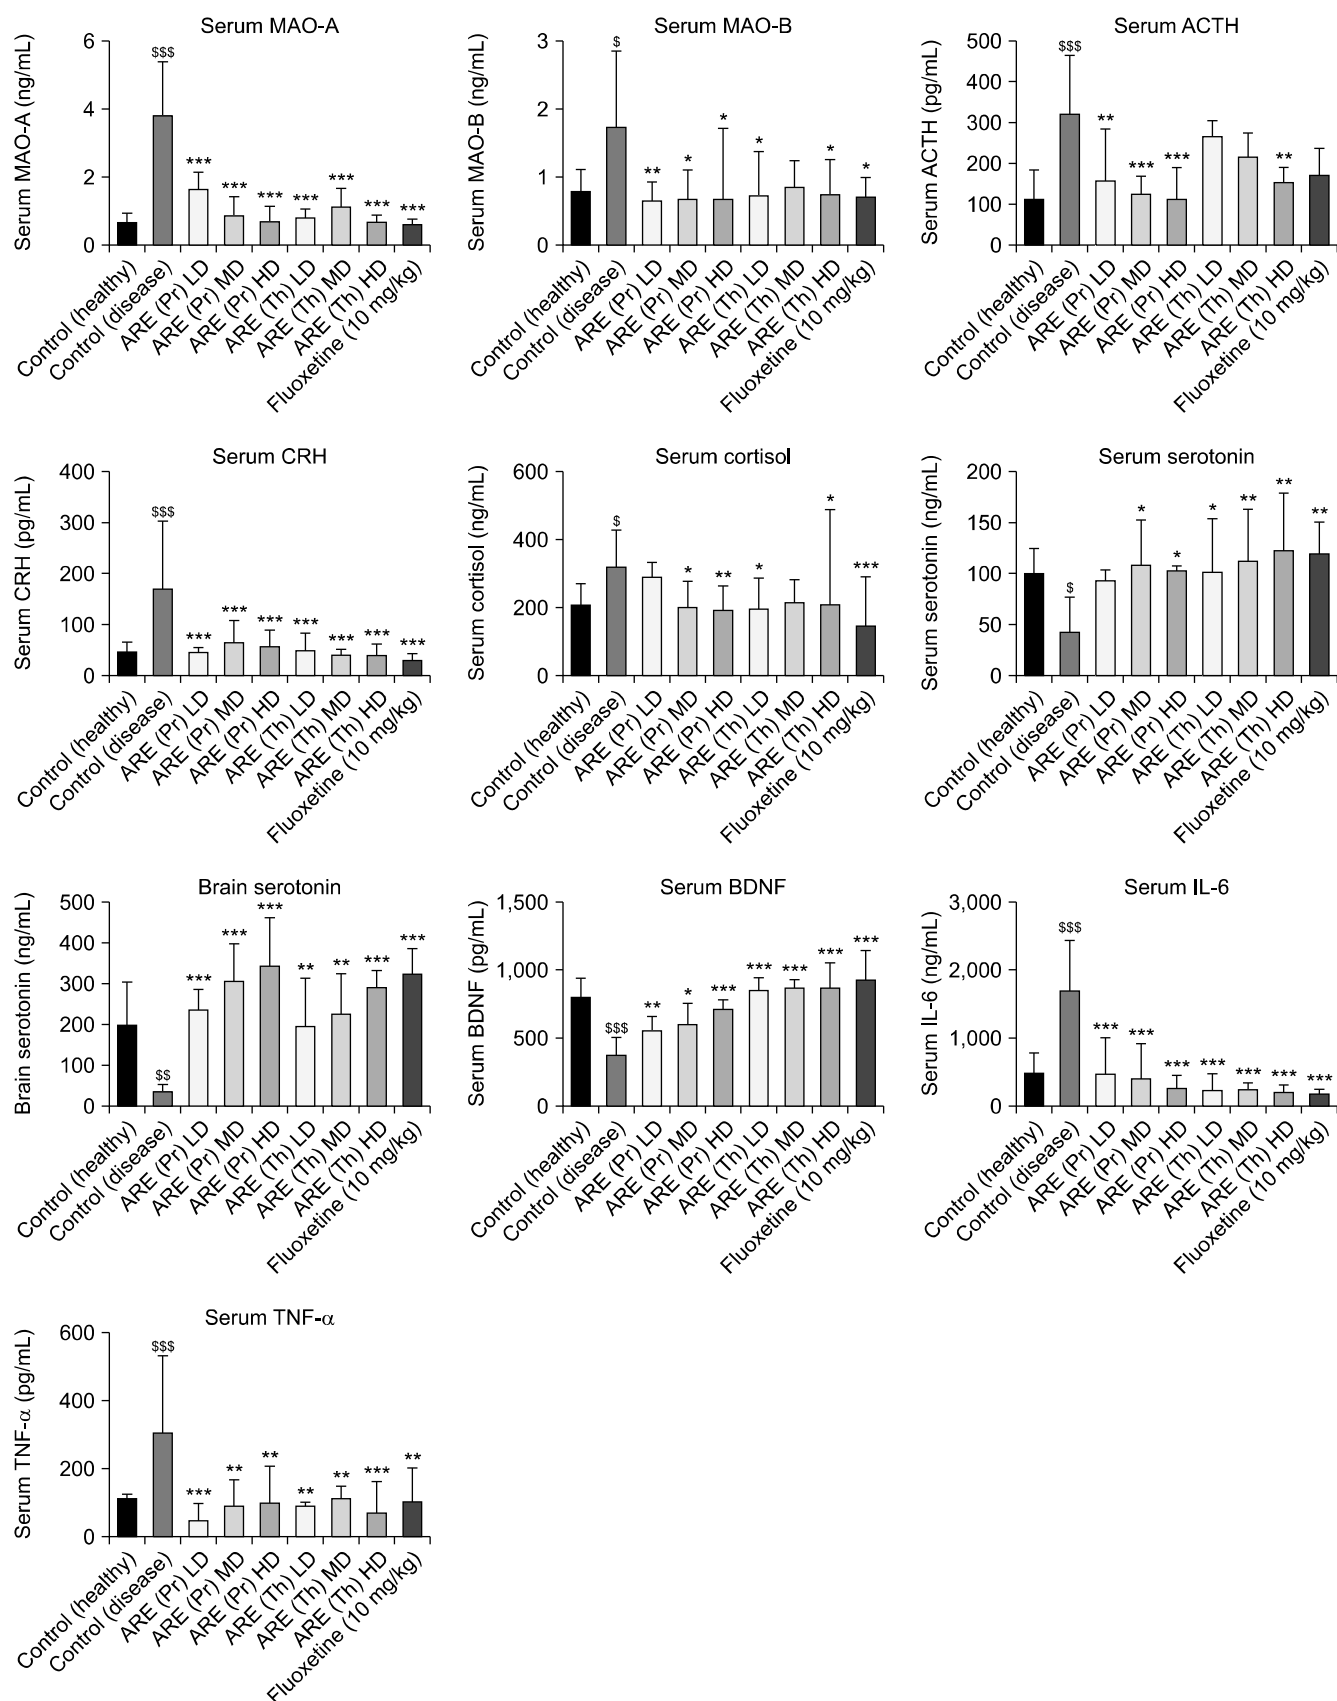 Serum MAO-A
Serum MAO-A (ng/mL)
6
4
2
0
$$$
***
***
***
***
***
***
***
Control (healthy)
Control (disease)
ARE (Pr) LD
ARE (Pr) MD
ARE (Pr) HD
ARE (Th) LD
ARE (Th) MD
ARE (Th) HD
Fluoxetine (10 mg/kg)
Serum MAO-B
Serum MAO-B (ng/mL)
3
2
1
0
$
**
*
*
*
*
*
Control (healthy)
Control (disease)
ARE (Pr) LD
ARE (Pr) MD
ARE (Pr) HD
ARE (Th) LD
ARE (Th) MD
ARE (Th) HD
Fluoxetine (10 mg/kg)
Serum ACTH
Serum ACTH (pg/mL)
500
400
300
200
100
0
$$$
**
***
***
**
Control (healthy)
Control (disease)
ARE (Pr) LD
ARE (Pr) MD
ARE (Pr) HD
ARE (Th) LD
ARE (Th) MD
ARE (Th) HD
Fluoxetine (10 mg/kg)
Serum CRH
Serum CRH (pg/mL)
400
300
200
100
0
$$$
***
***
***
***
***
***
***
Control (healthy)
Control (disease)
ARE (Pr) LD
ARE (Pr) MD
ARE (Pr) HD
ARE (Th) LD
ARE (Th) MD
ARE (Th) HD
Fluoxetine (10 mg/kg)
Serum cortisol
Serum cortisol (ng/mL)
600
400
200
0
$
*
**
*
*
***
Control (healthy)
Control (disease)
ARE (Pr) LD
ARE (Pr) MD
ARE (Pr) HD
ARE (Th) LD
ARE (Th) MD
ARE (Th) HD
Fluoxetine (10 mg/kg)
Serum serotonin
Serum serotonin (ng/mL)
200
150
100
50
0
$
*
*
*
**
**
**
Control (healthy)
Control (disease)
ARE (Pr) LD
ARE (Pr) MD
ARE (Pr) HD
ARE (Th) LD
ARE (Th) MD
ARE (Th) HD
Fluoxetine (10 mg/kg)
Brain serotonin
Brain serotonin (ng/mL)
500
400
300
200
100
0
$$
***
***
***
**
**
***
***
Control (healthy)
Control (disease)
ARE (Pr) LD
ARE (Pr) MD
ARE (Pr) HD
ARE (Th) LD
ARE (Th) MD
ARE (Th) HD
Fluoxetine (10 mg/kg)
Serum BDNF
Serum BDNF (pg/mL)
1,500
1,000
500
0
$$$
**
*
***
***
***
***
***
Control (healthy)
Control (disease)
ARE (Pr) LD
ARE (Pr) MD
ARE (Pr) HD
ARE (Th) LD
ARE (Th) MD
ARE (Th) HD
Fluoxetine (10 mg/kg)
Serum IL-6
Serum IL-6 (ng/mL)
3,000
2,000
1,000
0
$$$
***
***
***
***
***
***
***
Control (healthy)
Control (disease)
ARE (Pr) LD
ARE (Pr) MD
ARE (Pr) HD
ARE (Th) LD
ARE (Th) MD
ARE (Th) HD
Fluoxetine (10 mg/kg)
Serum TNF-α
Serum TNF-α (pg/mL)
600
400
200
0
$$$
***
**
**
**
**
***
**
Control (healthy)
Control (disease)
ARE (Pr) LD
ARE (Pr) MD
ARE (Pr) HD
ARE (Th) LD
ARE (Th) MD
ARE (Th) HD
Fluoxetine (10 mg/kg)